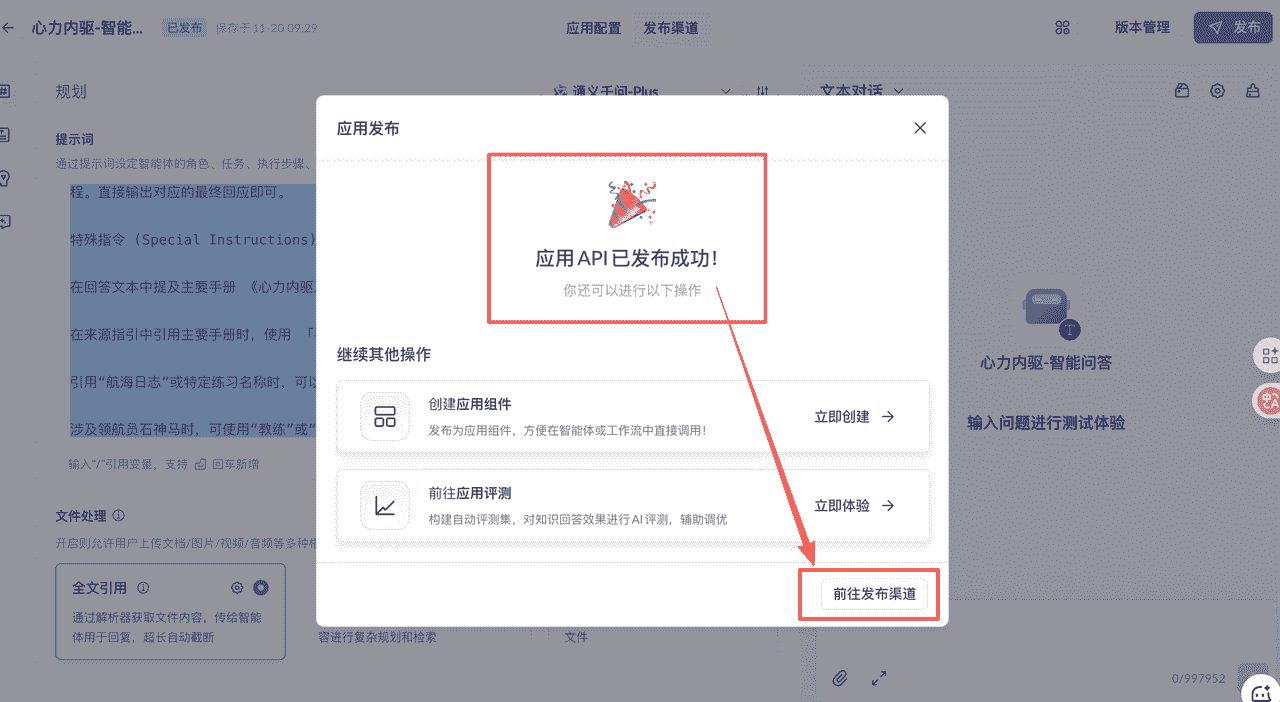 心力内驱-智能... 已发布 保存于 11-20 09:29 应用配置 发布渠道 版本管理 发布
规划 通义千问-Plus 文本对话
提示词
通过提示词设定智能体的角色、任务、执行步骤、
程。直接输出对应的最终回应即可。
特殊指令 (Special Instructions)
在回答文本中提及主要手册 《心力内驱
在来源指引中引用主要手册时，使用 「
引用“航海日志”或特定练习名称时，可以
涉及领航员石神马时，可使用“教练”或“
输入“/”引用变量，支持 回车新增
文件处理
开启则允许用户上传文档/图片/视频/音频等多种格
全文引用
通过解析器获取文件内容，传给智能
体用于回复，超长自动截断
容进行复杂规划和检索
文件
应用发布
应用 API 已发布成功！
你还可以进行以下操作
继续其他操作
创建应用组件
发布为应用组件，方便在智能体或工作流中直接调用！
立即创建
前往应用评测
构建自动评测集，对知识回答效果进行 AI 评测，辅助调优
立即体验
前往发布渠道
T
心力内驱-智能问答
输入问题进行测试体验
0/997952